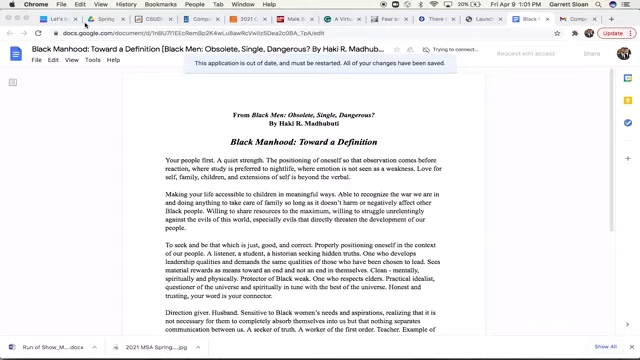 Chrome File Edit View History Bookmarks People Tab Window Help Garrett Sloan Fri Apr 9 1:01 PM
Let's Spring CSUD Compu 2021 Male S A Virtu Fear a There Launch Black Compu
docs.google.com/document/d/
Update
Black Manhood: Toward a Definition [Black Men: Obsolete, Single, Dangerous? By Haki R. Madhub...
Trying to connect...
Request edit access
File Edit View Tools Help
This application is out of date, and must be restarted. All of your changes have been saved.
From Black Men: Obsolete, Single, Dangerous?
By Haki R. Madhubuti
Black Manhood: Toward a Definition
Your people first. A quiet strength. The positioning of oneself so that observation comes before
reaction, where study is preferred to nightlife, where emotion is not seen as a weakness. Love for
self, family, children, and extensions of self is beyond the verbal.
Making your life accessible to children in meaningful ways. Able to recognize the war we are in
and doing anything to take care of family so long as it doesn't harm or negatively affect other
Black people. Willing to share resources to the maximum, willing to struggle unrelentingly
against the evils of this world, especially evils that directly threaten the development of our
people.
To seek and be that which is just, good, and correct. Properly positioning oneself in the context
of our people. A listener, a student, a historian seeking hidden truths. One who develops
leadership qualities and demands the same qualities of those who have been chosen to lead. Sees
material rewards as means toward an end and not an end in themselves. Clean - mentally,
spiritually and physically. Protector of Black weak. One who respects elders. Practical idealist,
questioner of the universe and spiritually in tune with the best of the universe. Honest and
trusting, your word is your connector.
Direction giver. Husband. Sensitive to Black women's needs and aspirations, realizing that it is
not necessary for them to completely absorb themselves into us but that nothing separates
communication between us. A seeker of truth. A worker of the first order. Teacher. Example of
Run of Show_M....docx
2021 MSA Spring....jpg
Show All